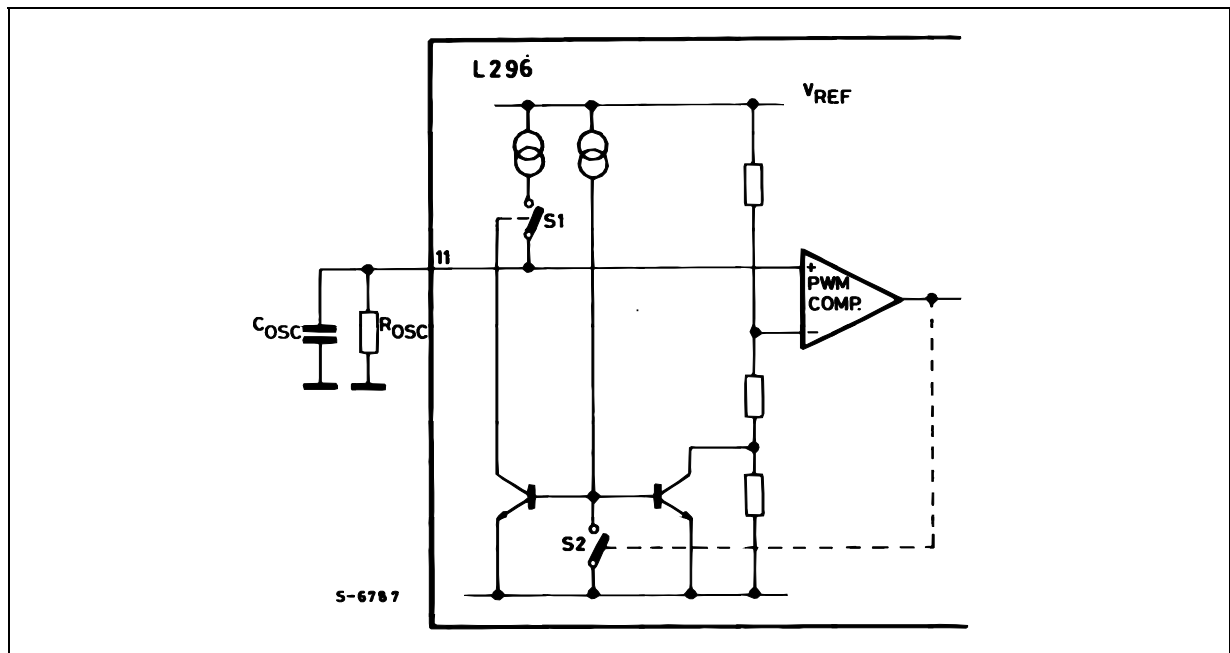 L296
VREF
S1
11
+
PWM
COMP.
−
COSC
ROSC
S2
S-6787